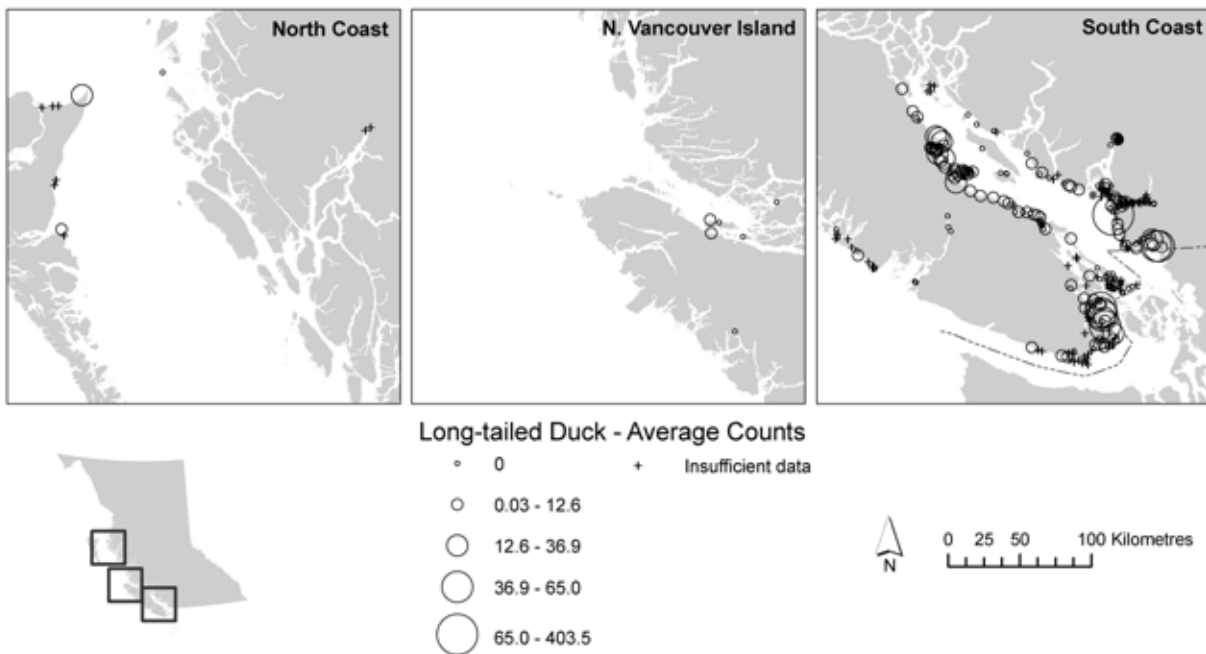 North Coast
N. Vancouver Island
South Coast
Long-tailed Duck - Average Counts
0
+ Insufficient data
0.03 - 12.6
12.6 - 36.9
36.9 - 65.0
65.0 - 403.5
N
0 25 50 100 Kilometres